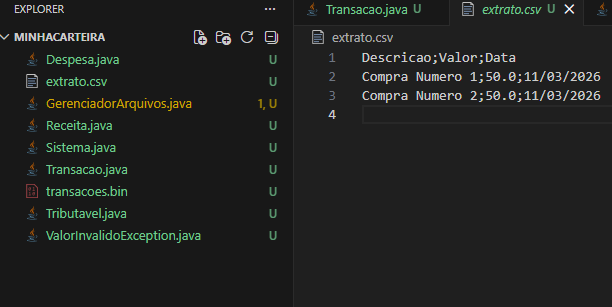 EXPLORER
MINHACARTEIRA
Despesa.java U
extrato.csv U
GerenciadorArquivos.java 1, U
Receita.java U
Sistema.java U
Transacao.java U
transacoes.bin U
Tributavel.java U
ValorInvalidoException.java U
Transacao.java U
extrato.csv U
extrato.csv
1 Descricao;Valor;Data
2 Compra Numero 1;50.0;11/03/2026
3 Compra Numero 2;50.0;11/03/2026
4